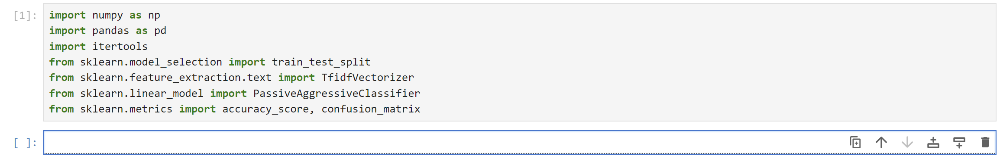 [1]: import numpy as np
import pandas as pd
import itertools
from sklearn.model_selection import train_test_split
from sklearn.feature_extraction.text import TfidfVectorizer
from sklearn.linear_model import PassiveAggressiveClassifier
from sklearn.metrics import accuracy_score, confusion_matrix
[ ]: